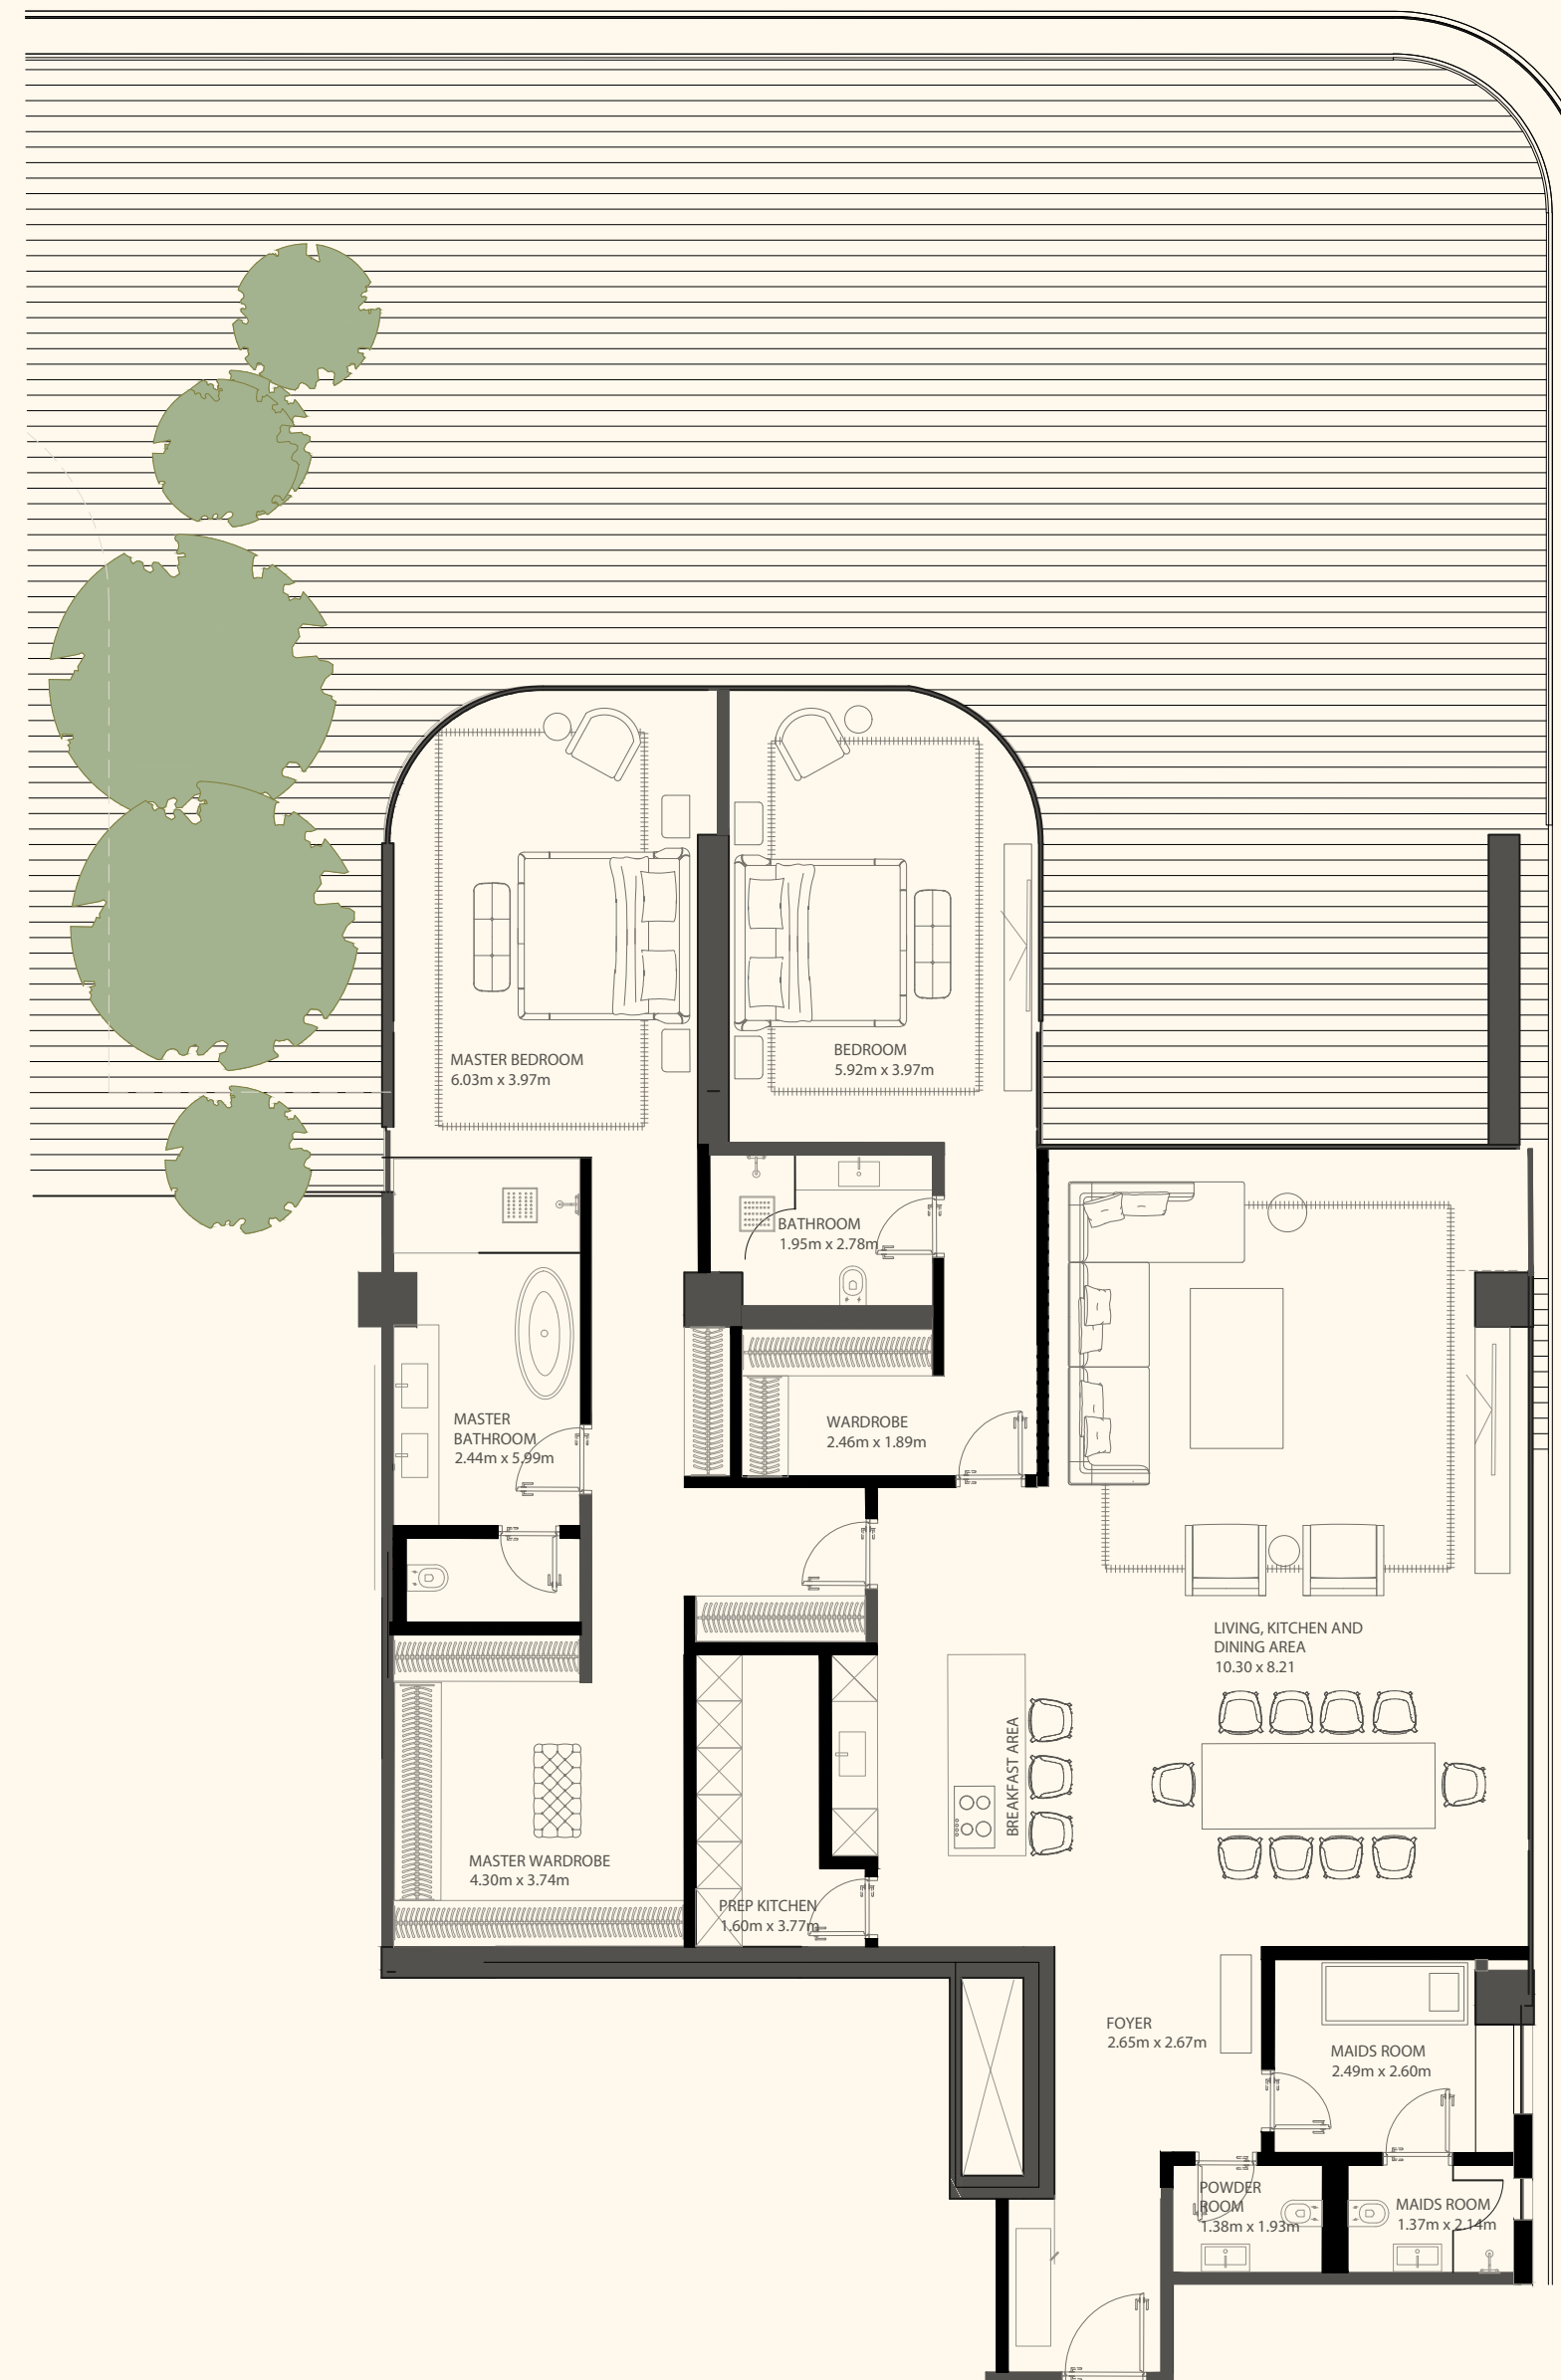 MASTER BEDROOM
6.03m x 3.97m
BEDROOM
5.92m x 3.97m
BATHROOM
1.95m x 2.78m
MASTER
BATHROOM
2.44m x 5.99m
WARDROBE
2.46m x 1.89m
LIVING, KITCHEN AND
DINING AREA
10.30 x 8.21
BREAKFAST AREA
MASTER WARDROBE
4.30m x 3.74m
PREP KITCHEN
1.60m x 3.77m
FOYER
2.65m x 2.67m
MAIDS ROOM
2.49m x 2.60m
POWDER
ROOM
1.38m x 1.93m
MAIDS ROOM
1.37m x 2.14m